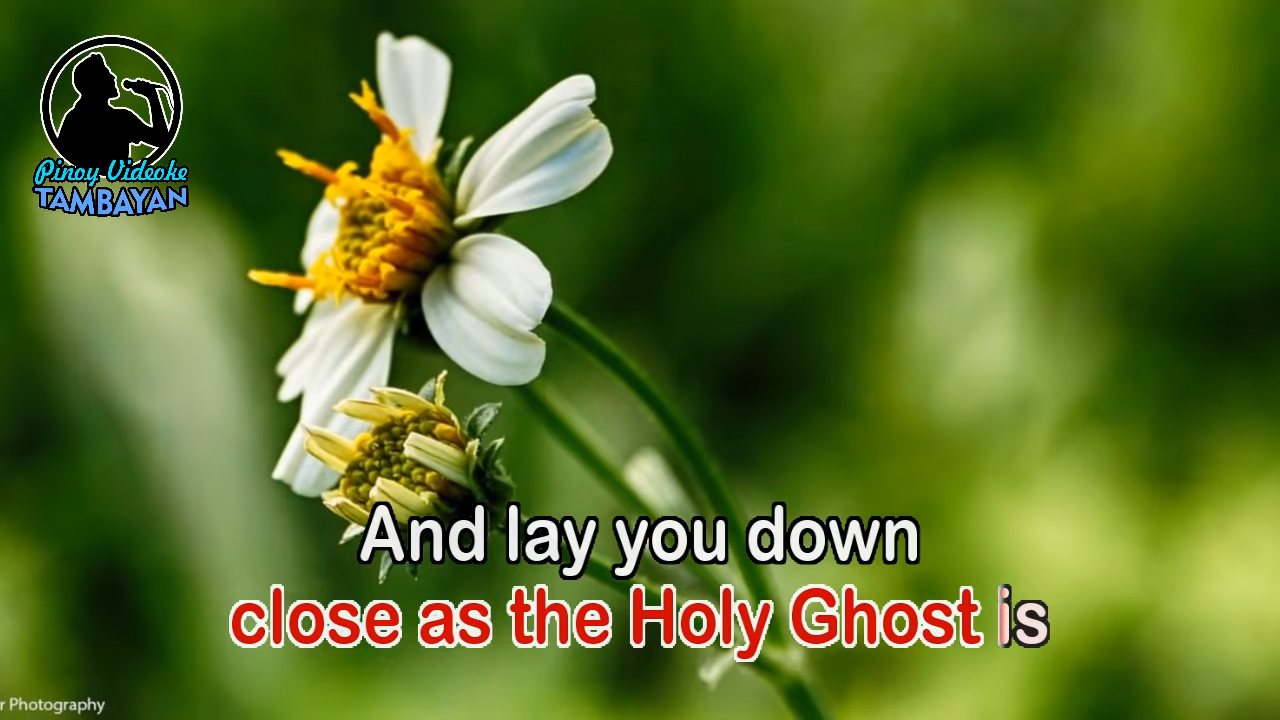 Pinoy Videoke
TAMBAYAN
And lay you down
close as the Holy Ghost is
r Photography